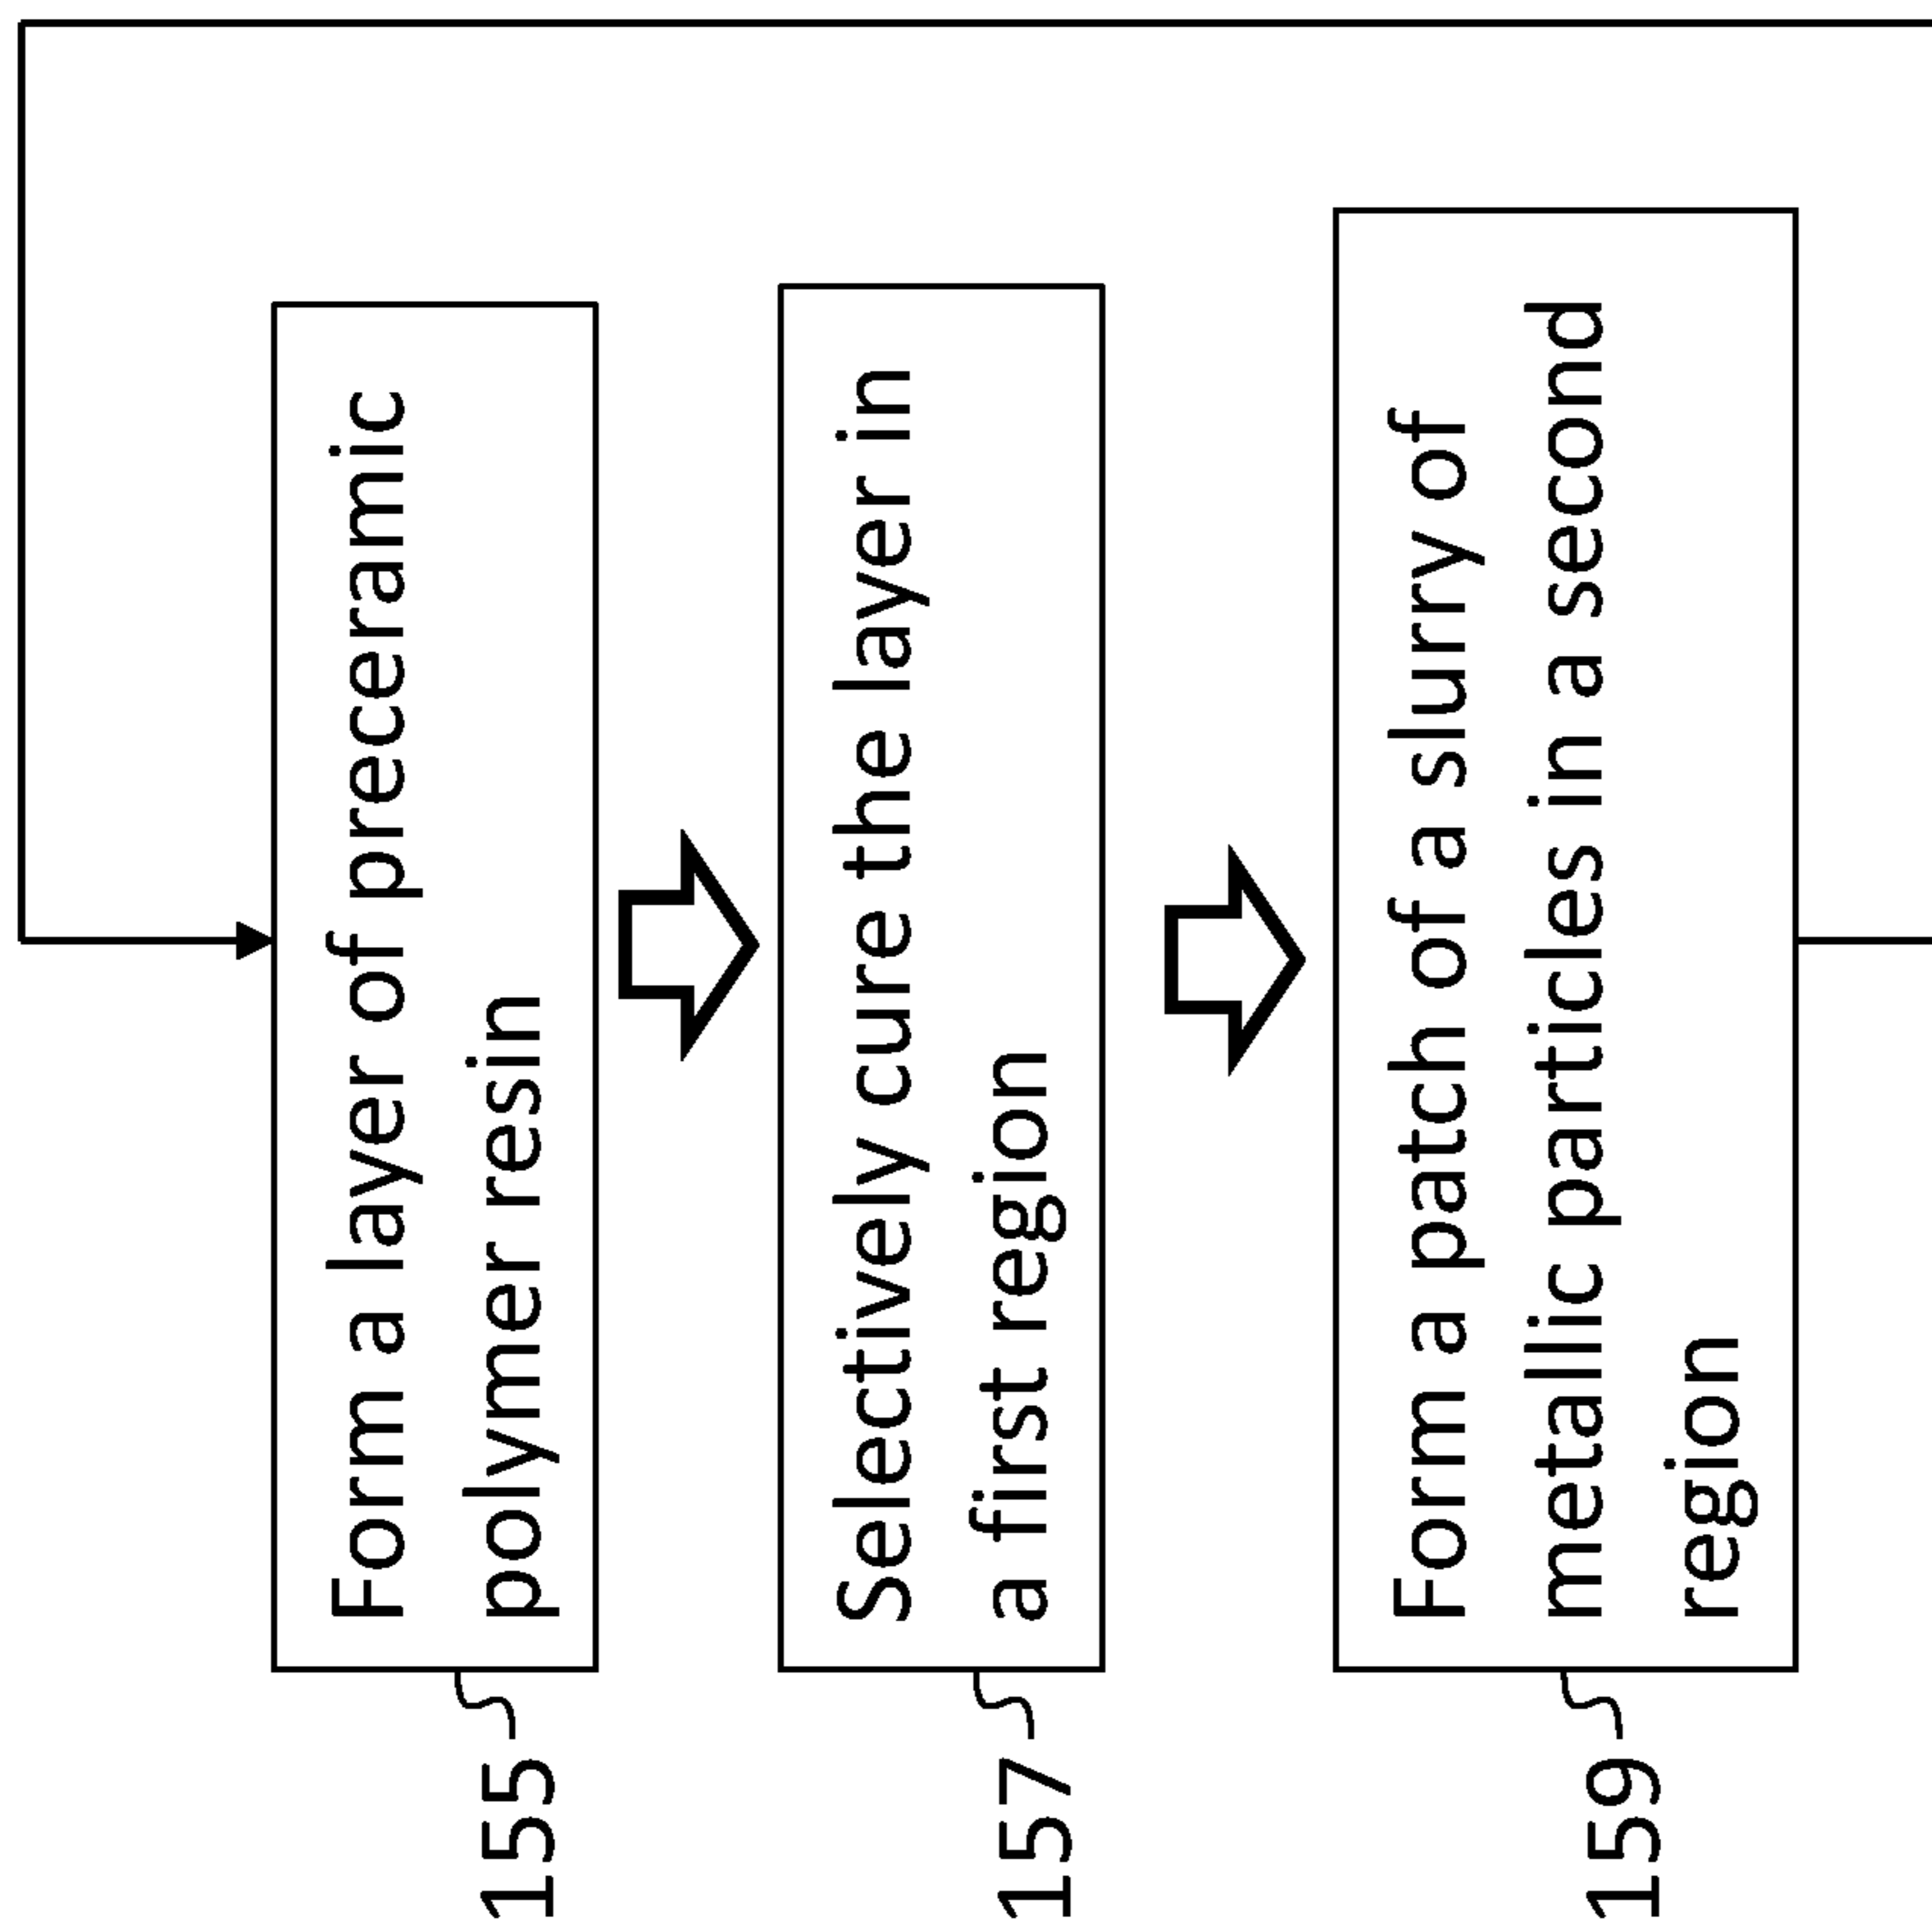 Form a layer of preceramic
polymer resin
155
Selectively cure the layer in
a first region
157
Form a patch of a slurry of
metallic particles in a second
region
159